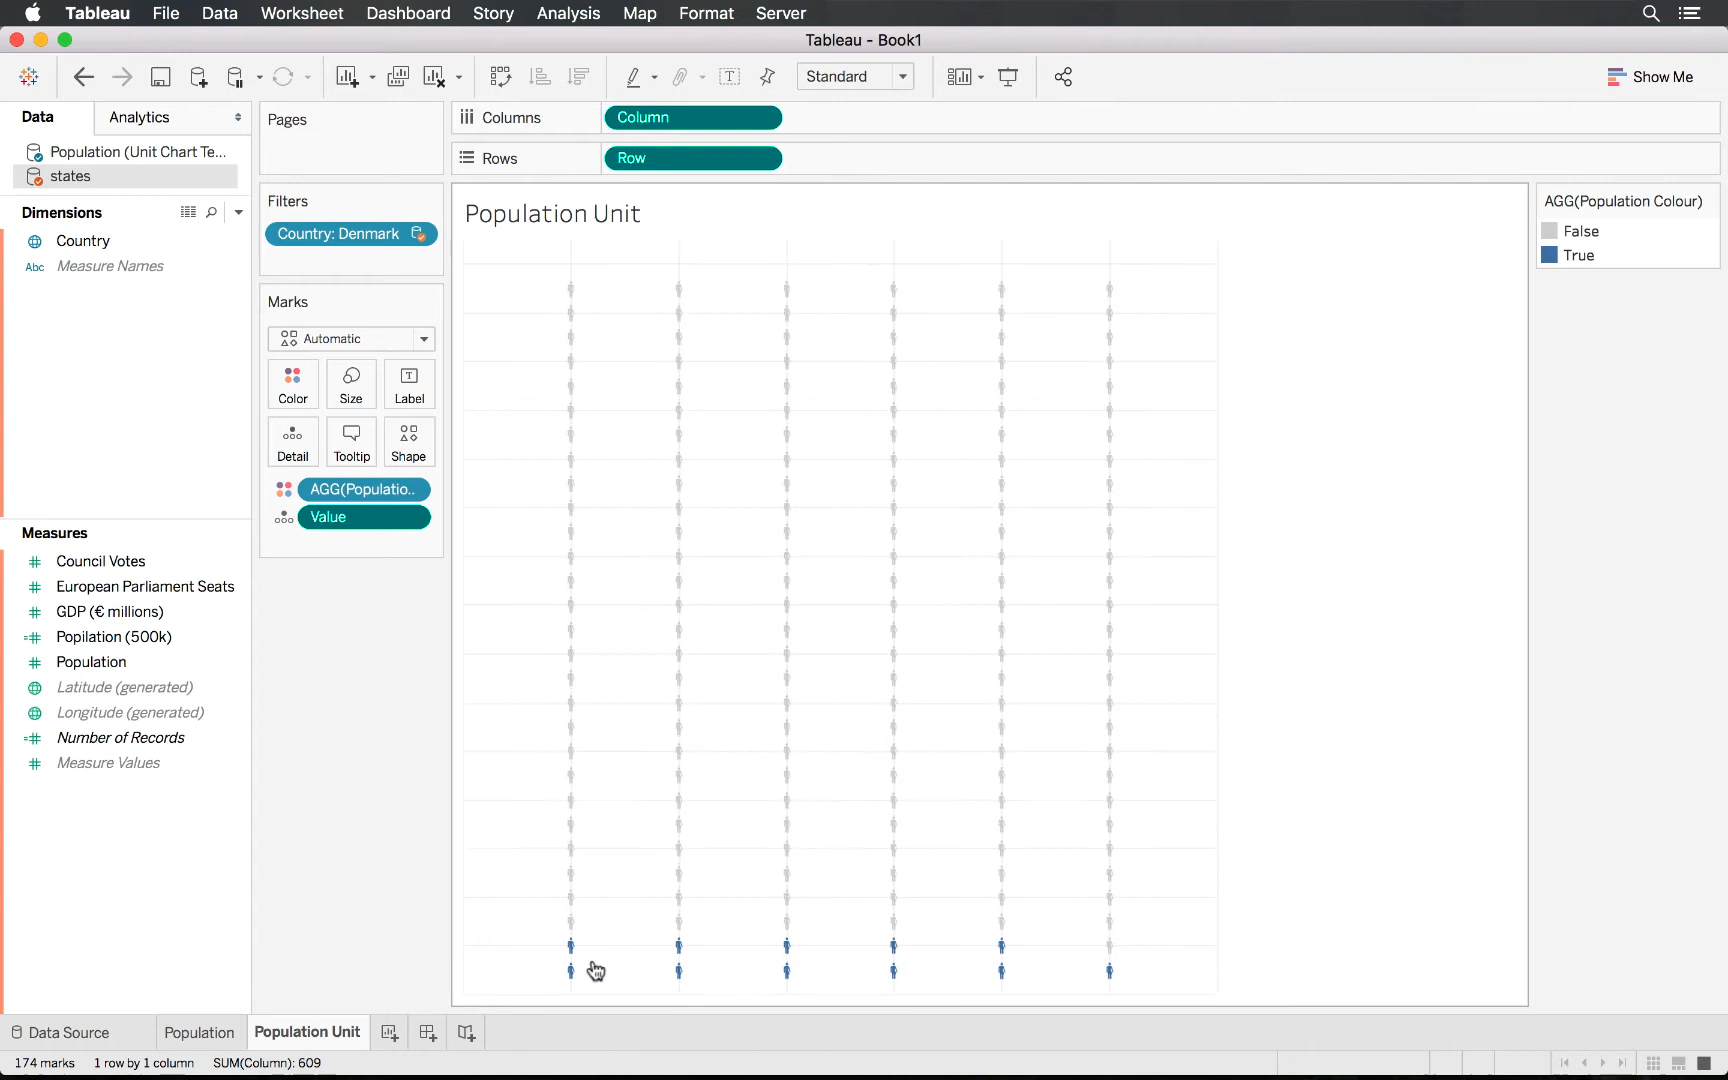 Tableau File Data Worksheet Dashboard Story Analysis Map Format Server
Tableau - Book1
Standard
Show Me
Data Analytics
Population (Unit Chart Te...
states
Dimensions
Country
Abc Measure Names
Measures
Council Votes
European Parliament Seats
GDP (€ millions)
Popilation (500k)
Population
Latitude (generated)
Longitude (generated)
Number of Records
Measure Values
Pages
Filters
Country: Denmark
Marks
Automatic
Color Size Label
Detail Tooltip Shape
AGG(Populatio..
Value
Columns Column
Rows Row
Population Unit
AGG(Population Colour)
False
True
Data Source Population Population Unit
174 marks 1 row by 1 column SUM(Column): 609